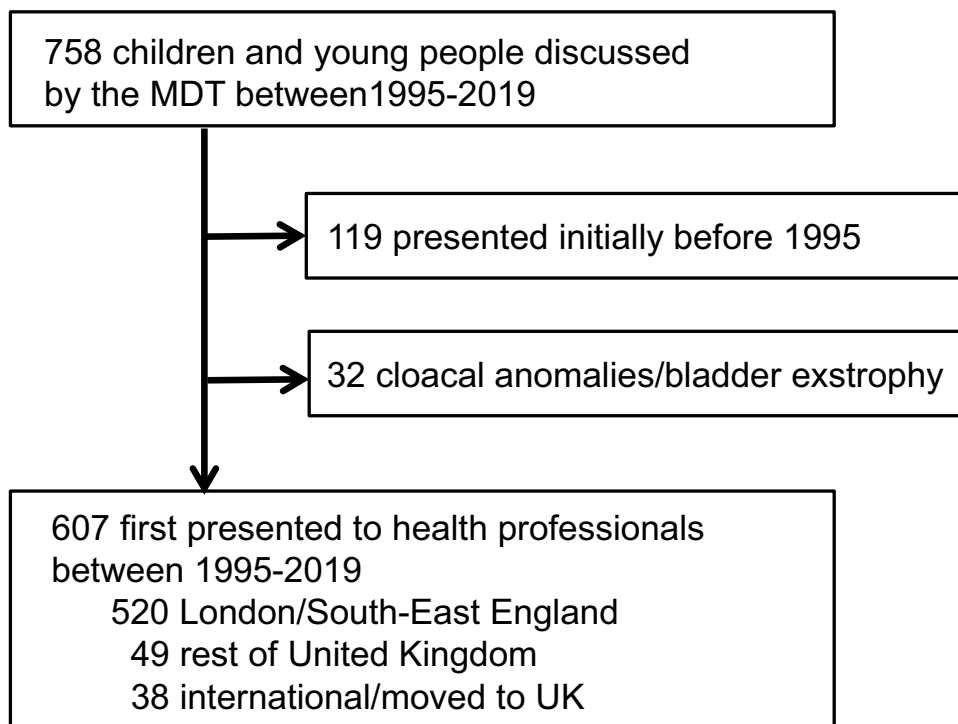 758 children and young people discussed
by the MDT between1995-2019
119 presented initially before 1995
32 cloacal anomalies/bladder exstrophy
607 first presented to health professionals
between 1995-2019
520 London/South-East England
49 rest of United Kingdom
38 international/moved to UK